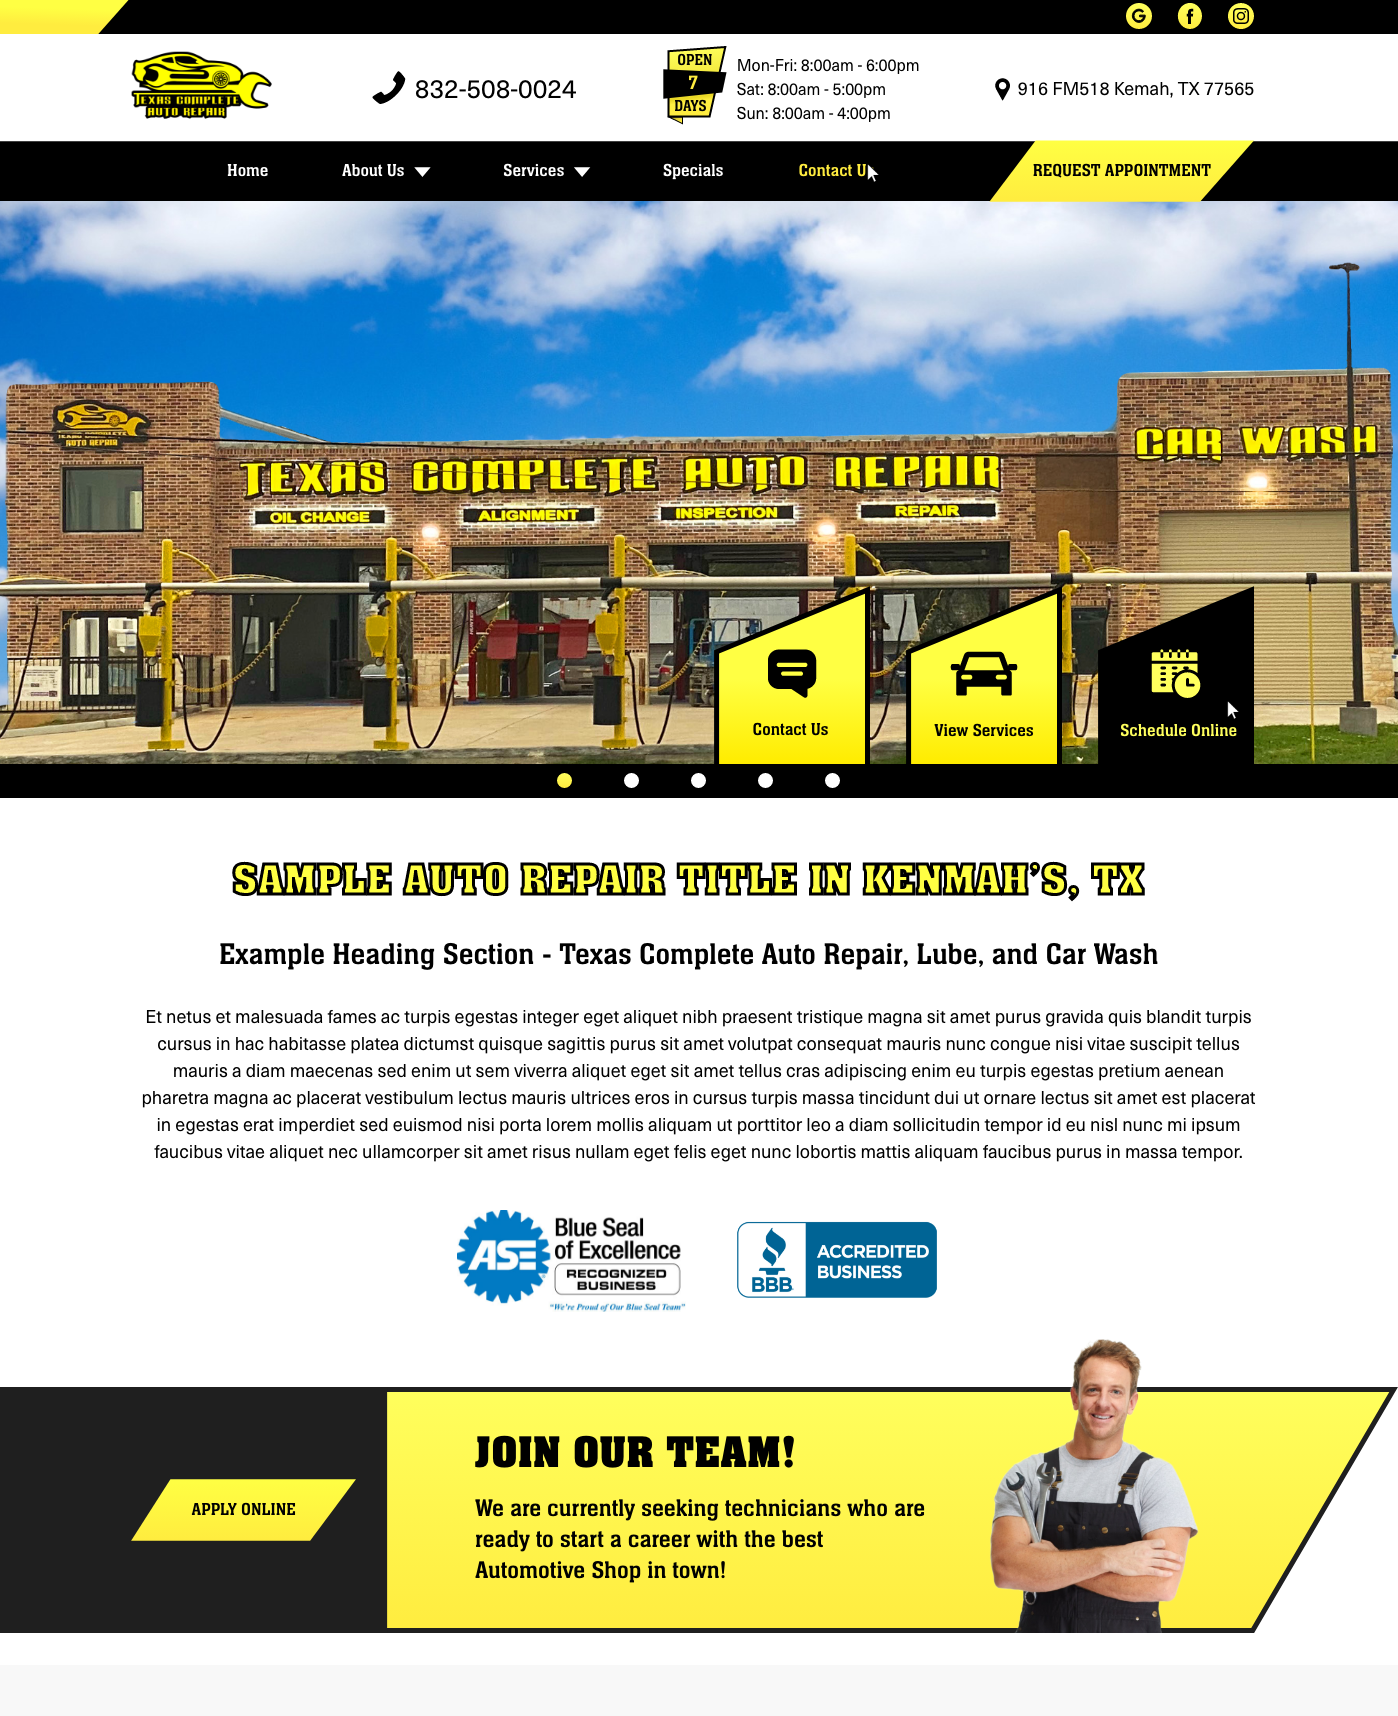 TEXAS COMPLETE
AUTO REPAIR
832-508-0024
OPEN
7
DAYS
Mon-Fri: 8:00am - 6:00pm
Sat: 8:00am - 5:00pm
Sun: 8:00am - 4:00pm
916 FM518 Kemah, TX 77565
Home
About Us
Services
Specials
Contact U
REQUEST APPOINTMENT
TEXAS COMPLETE
AUTO REPAIR
TEXAS COMPLETE AUTO REPAIR
CAR WASH
OIL CHANGE
ALIGNMENT
INSPECTION
REPAIR
HUNTER
Contact Us
View Services
Schedule Online
SAMPLE AUTO REPAIR TITLE IN KENMAH'S, TX
Example Heading Section - Texas Complete Auto Repair, Lube, and Car Wash
Et netus et malesuada fames ac turpis egestas integer eget aliquet nibh praesent tristique magna sit amet purus gravida quis blandit turpis
cursus in hac habitasse platea dictumst quisque sagittis purus sit amet volutpat consequat mauris nunc congue nisi vitae suscipit tellus
mauris a diam maecenas sed enim ut sem viverra aliquet eget sit amet tellus cras adipiscing enim eu turpis egestas pretium aenean
pharetra magna ac placerat vestibulum lectus mauris ultrices eros in cursus turpis massa tincidunt dui ut ornare lectus sit amet est placerat
in egestas erat imperdiet sed euismod nisi porta lorem mollis aliquam ut porttitor leo a diam sollicitudin tempor id eu nisl nunc mi ipsum
faucibus vitae aliquet nec ullamcorper sit amet risus nullam eget felis eget nunc lobortis mattis aliquam faucibus purus in massa tempor.
ASE
Blue Seal
of Excellence
RECOGNIZED
BUSINESS
"We're Proud of Our Blue Seal Team"
BBB
ACCREDITED
BUSINESS
JOIN OUR TEAM!
We are currently seeking technicians who are
ready to start a career with the best
Automotive Shop in town!
APPLY ONLINE